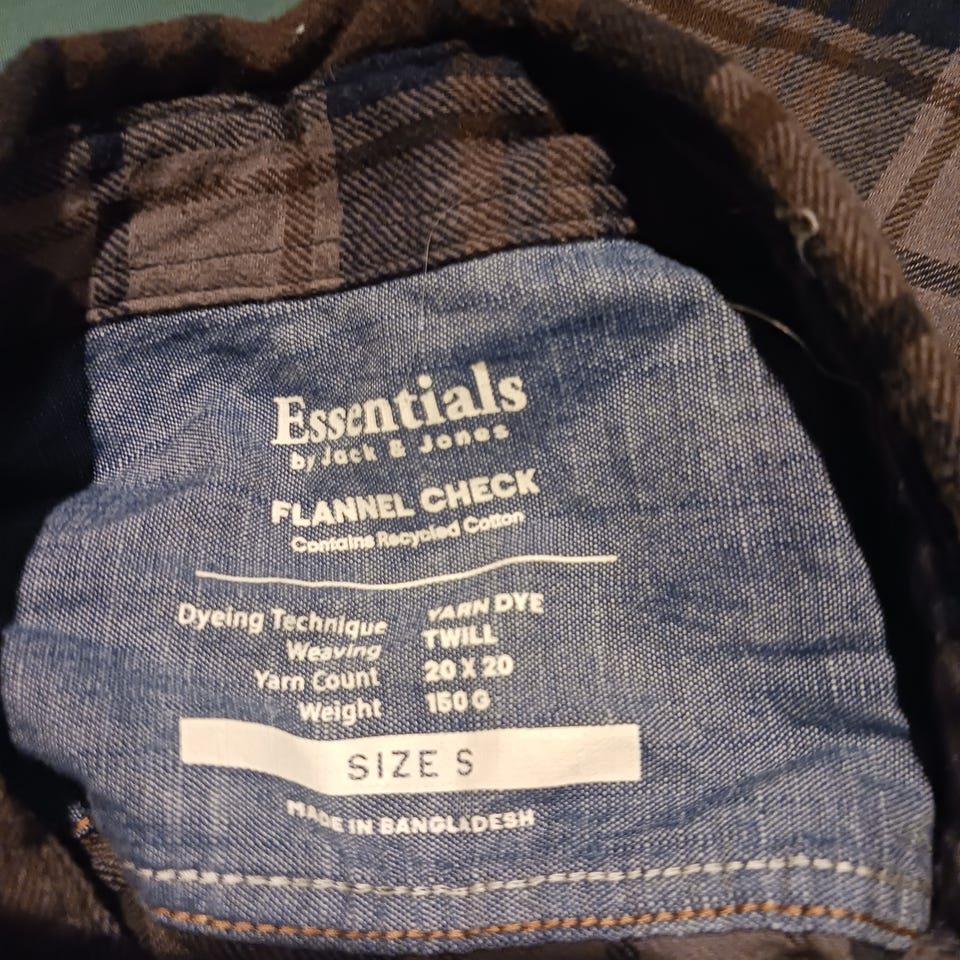 Essentials
by Jack & Jones
FLANNEL CHECK
Contains Recycled Cotton
Dyeing Technique YARN DYE
Weaving TWILL
Yarn Count 20 X 20
Weight 150 G
SIZE S
MADE IN BANGLADESH